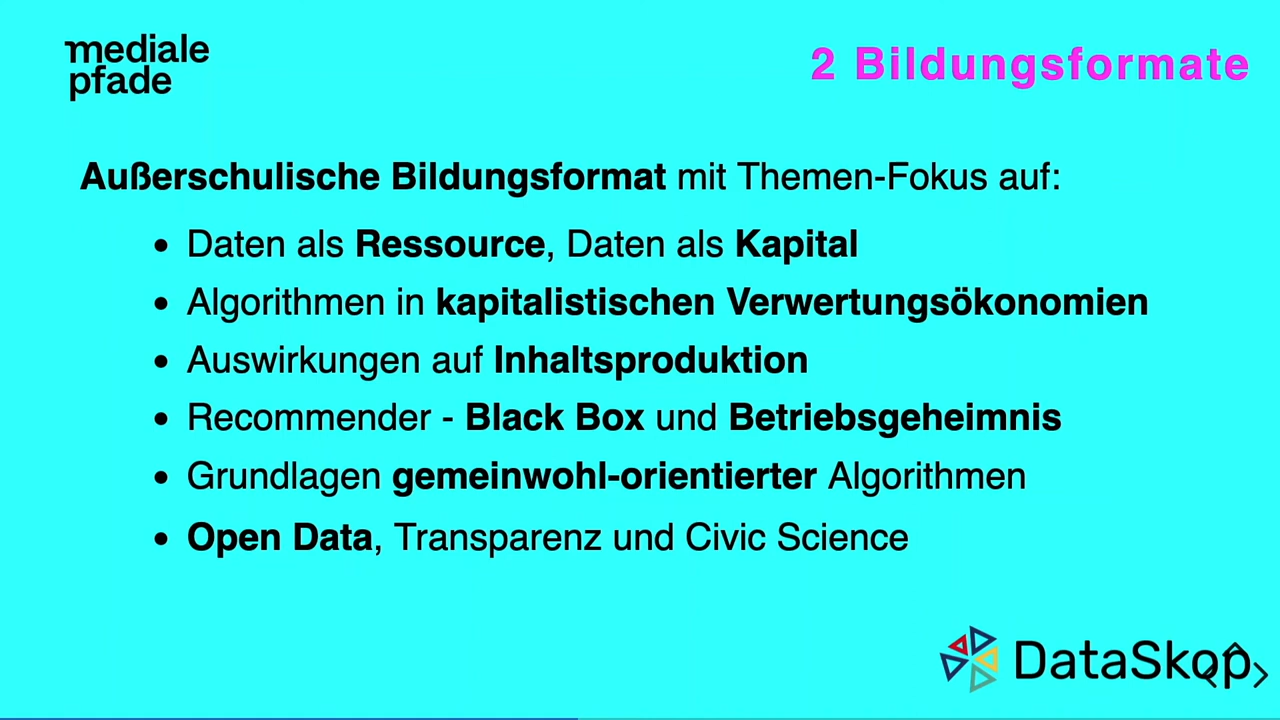 mediale
pfade
2 Bildungsformate
Außerschulische Bildungsformat mit Themen-Fokus auf:
• Daten als Ressource, Daten als Kapital
• Algorithmen in kapitalistischen Verwertungsökonomien
• Auswirkungen auf Inhaltsproduktion
• Recommender - Black Box und Betriebsgeheimnis
• Grundlagen gemeinwohl-orientierter Algorithmen
• Open Data, Transparenz und Civic Science
DataSkop